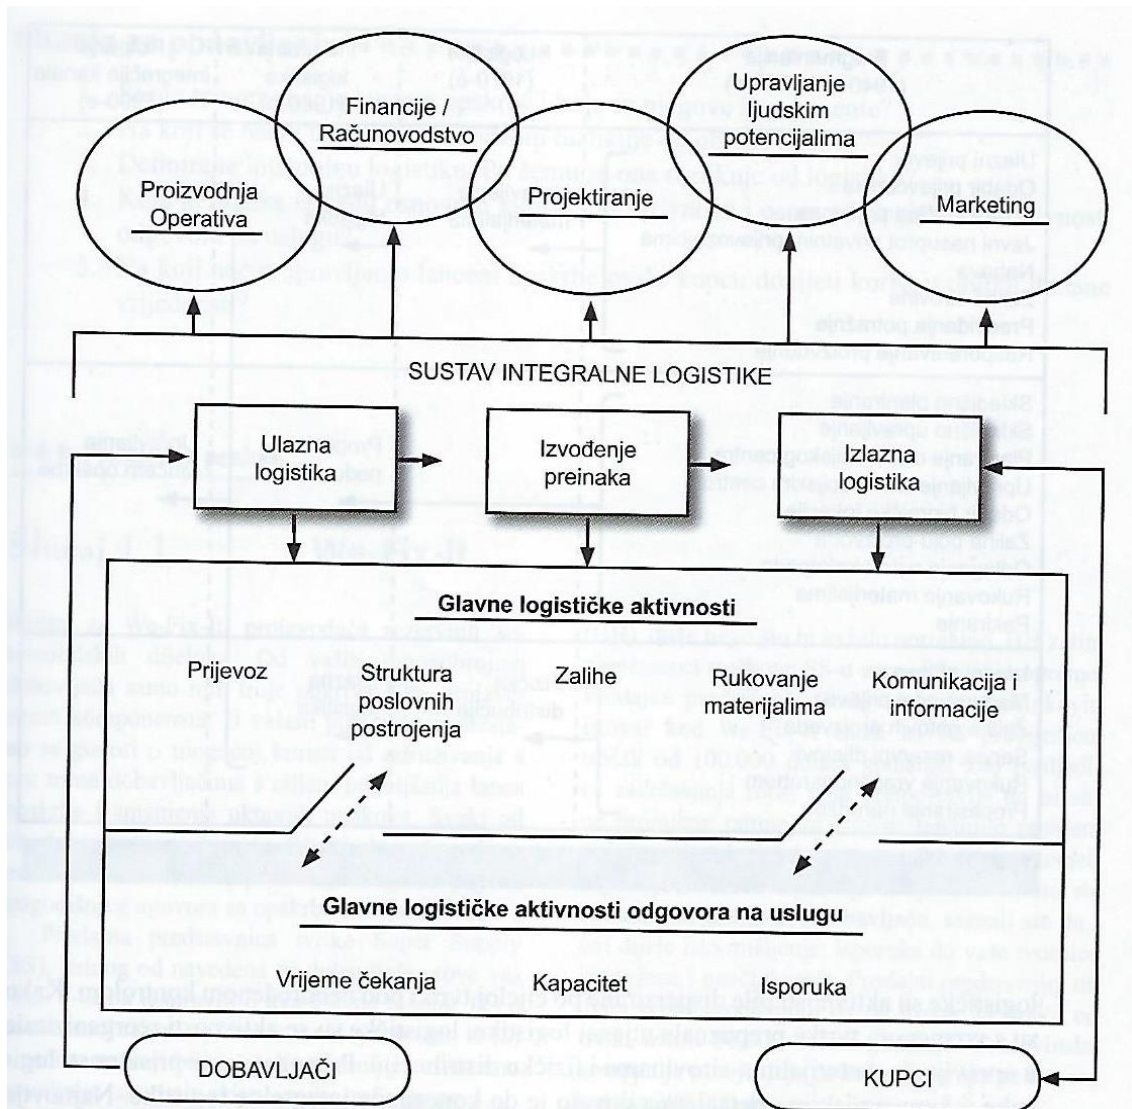 Financije /
Računovodstvo
Upravljanje
ljudskim
potencijalima
Proizvodnja
Operativa
Projektiranje
Marketing
SUSTAV INTEGRALNE LOGISTIKE
Ulazna
logistika
Izvođenje
preinaka
Izlazna
logistika
Glavne logističke aktivnosti
Prijevoz
Struktura
poslovnih
postrojenja
Zalihe
Rukovanje
materijalima
Komunikacija i
informacije
Glavne logističke aktivnosti odgovora na uslugu
Vrijeme čekanja
Kapacitet
Isporuka
DOBAVLJAČI
KUPCI